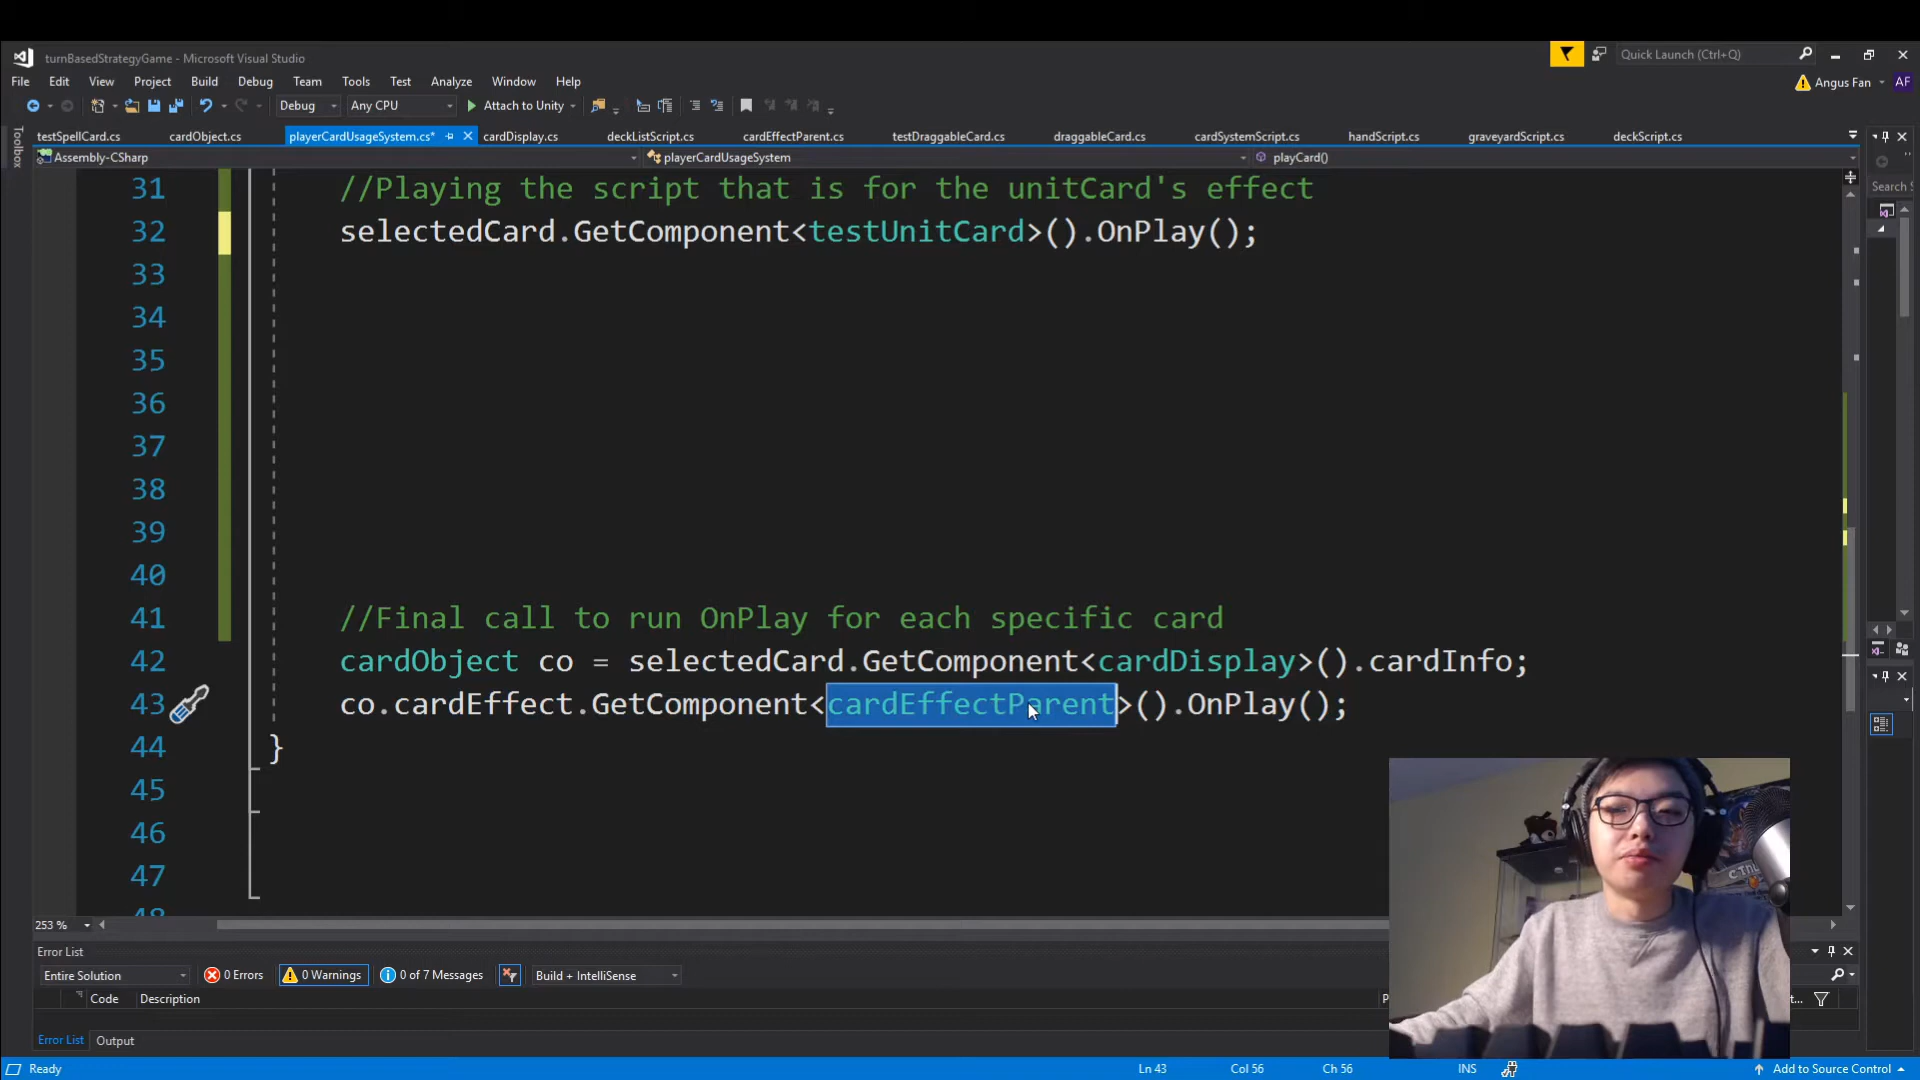 turnBasedStrategyGame - Microsoft Visual Studio
Quick Launch (Ctrl+Q)
File Edit View Project Build Debug Team Tools Test Analyze Window Help
Angus Fan AF
Debug Any CPU Attach to Unity
testSpellCard.cs cardObject.cs playerCardUsageSystem.cs* cardDisplay.cs deckListScript.cs cardEffectParent.cs testDraggableCard.cs draggableCard.cs cardSystemScript.cs handScript.cs graveyardScript.cs deckScript.cs
Toolbox
Assembly-CSharp playerCardUsageSystem playCard()
Search S
31 //Playing the script that is for the unitCard's effect
32 selectedCard.GetComponent<testUnitCard>().OnPlay();
33
34
35
36
37
38
39
40
41 //Final call to run OnPlay for each specific card
42 cardObject co = selectedCard.GetComponent<cardDisplay>().cardInfo;
43 co.cardEffect.GetComponent<cardEffectParent>().OnPlay();
44 }
45
46
47
48
253 %
Error List
Entire Solution 0 Errors 0 Warnings 0 of 7 Messages Build + IntelliSense
Code Description
Error List Output
Ready Ln 43 Col 56 Ch 56 INS Add to Source Control